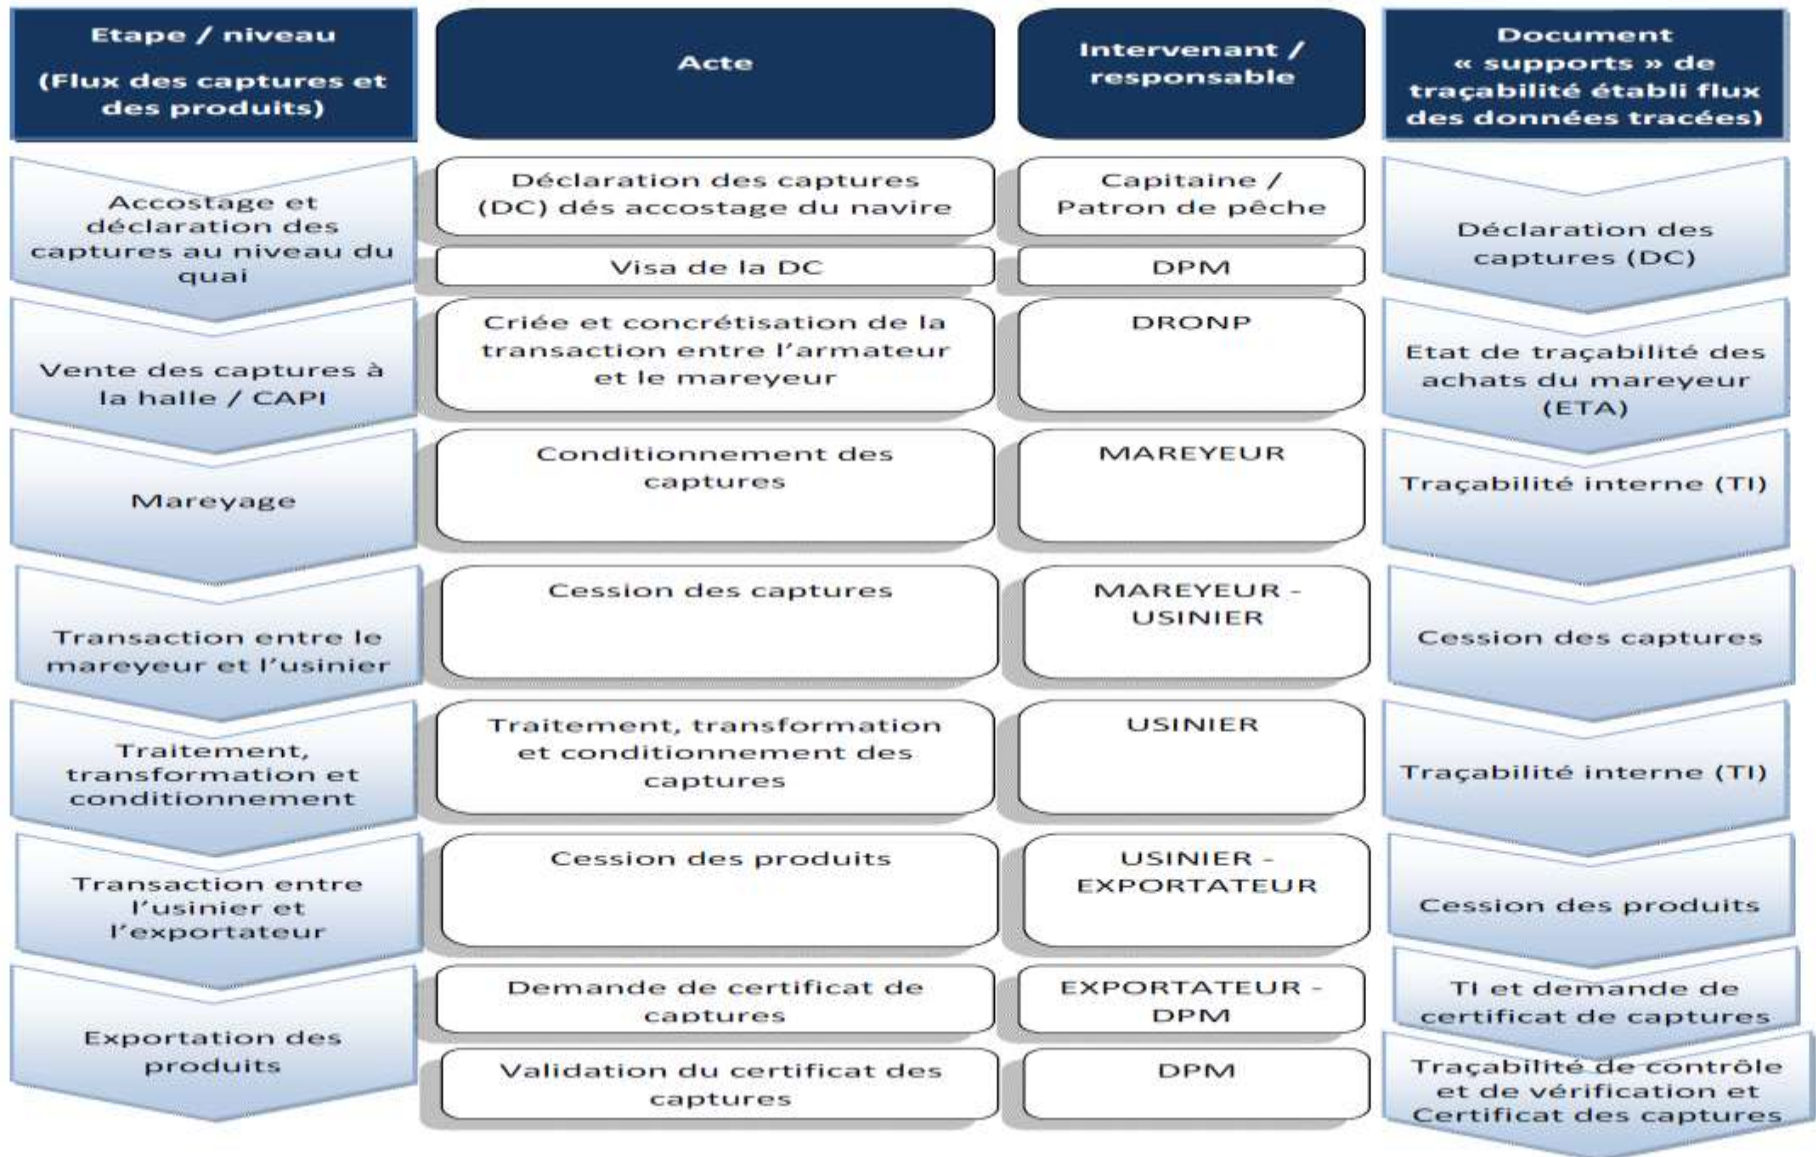 Etape / niveau
(Flux des captures et
des produits)
Acte
Intervenant /
responsable
Document
« supports » de
traçabilité établi flux
des données tracées)
Accostage et
déclaration des
captures au niveau du
quai
Déclaration des captures
(DC) dés accostage du navire
Capitaine /
Patron de pêche
Visa de la DC
DPM
Déclaration des
captures (DC)
Vente des captures à
la halle / CAPI
Criée et concrétisation de la
transaction entre l'armateur
et le mareyeur
DRONP
Etat de traçabilité des
achats du mareyeur
(ETA)
Mareyage
Conditionnement des
captures
MAREYEUR
Traçabilité interne (TI)
Transaction entre le
mareyeur et l'usinier
Cession des captures
MAREYEUR -
USINIER
Cession des captures
Traitement,
transformation et
conditionnement
Traitement, transformation
et conditionnement des
captures
USINIER
Traçabilité interne (TI)
Transaction entre
l'usinier et
l'exportateur
Cession des produits
USINIER -
EXPORTATEUR
Cession des produits
Exportation des
produits
Demande de certificat de
captures
EXPORTATEUR -
DPM
TI et demande de
certificat de captures
Validation du certificat des
captures
DPM
Traçabilité de contrôle
et de vérification et
Certificat des captures